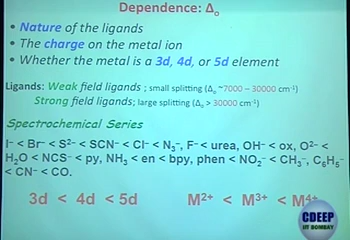 Dependence: Δₒ
• Nature of the ligands
• The charge on the metal ion
• Whether the metal is a 3d, 4d, or 5d element
Ligands: Weak field ligands ; small splitting (Δₒ ~7000 – 30000 cm⁻¹)
Strong field ligands; large splitting (Δₒ > 30000 cm⁻¹)
Spectrochemical Series
I⁻ < Br⁻ < S²⁻ < SCN⁻ < Cl⁻ < N₃⁻, F⁻ < urea, OH⁻ < ox, O²⁻ <
H₂O < NCS⁻ < py, NH₃ < en < bpy, phen < NO₂⁻ < CH₃⁻, C₆H₅⁻
< CN⁻ < CO.
3d < 4d < 5d M²⁺ < M³⁺ < M⁴⁺
CDEEP
IIT BOMBAY